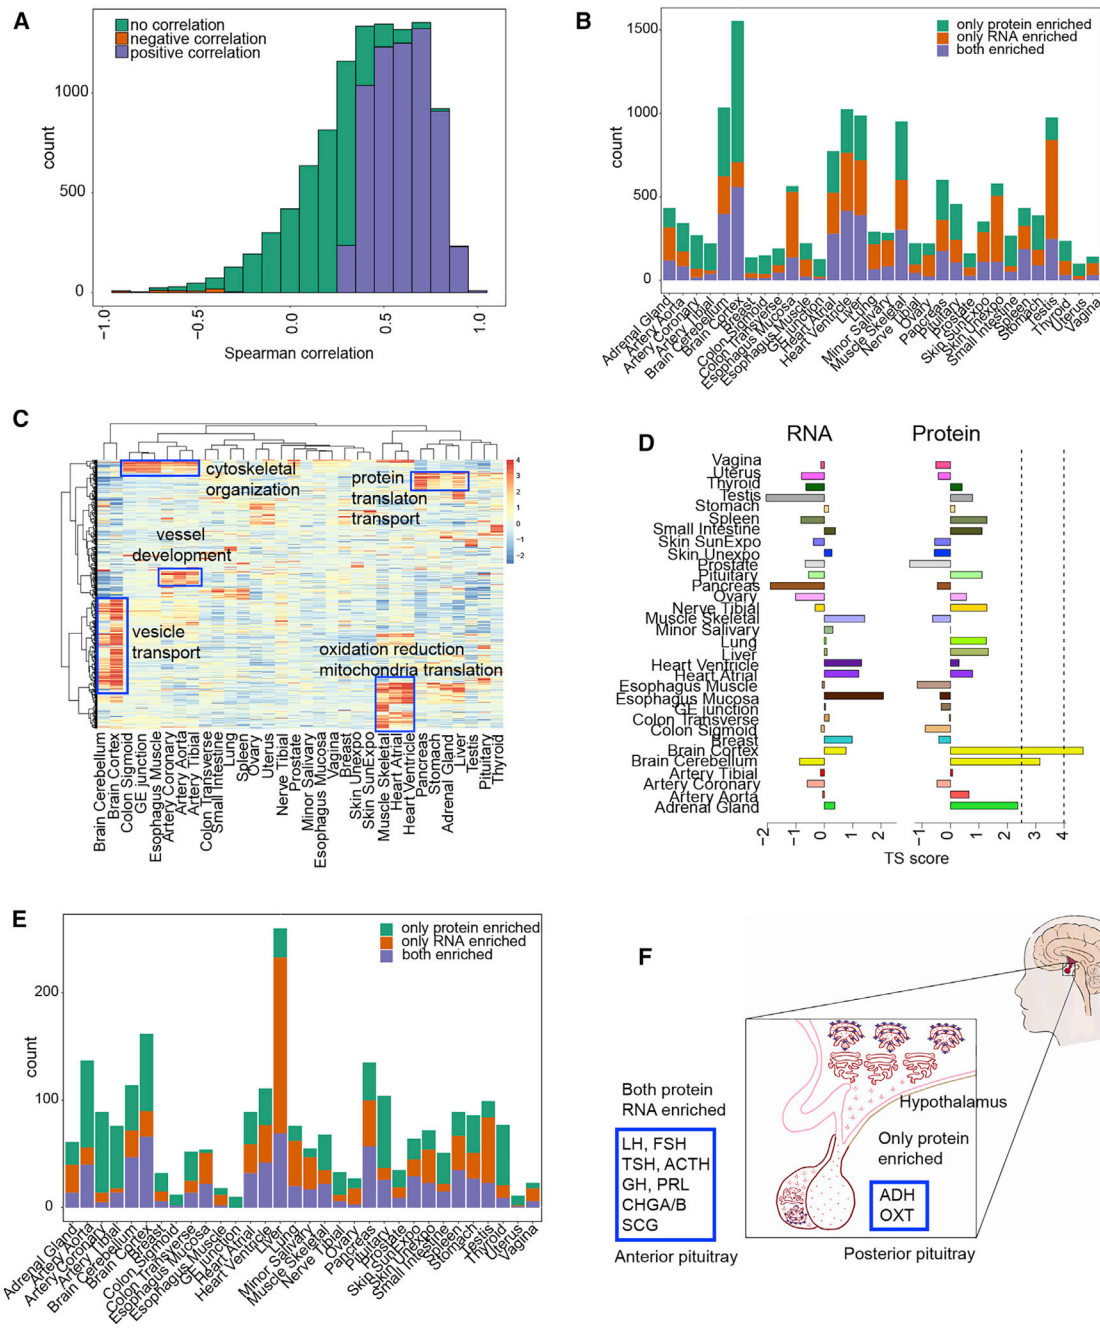 A
no correlation
negative correlation
positive correlation
1000
500
0
count
-1.0
-0.5
0.0
0.5
1.0
Spearman correlation
B
only protein enriched
only RNA enriched
both enriched
1500
1000
500
0
count
Adrenal Gland
Artery Aorta
Artery Coronary
Artery Tibial
Brain Cerebellum
Brain Cortex
Breast
Colon Sigmoid
Colon Transverse
Esophagus Mucosa
Esophagus Muscle
GE Junction
Heart Atrial
Heart Ventricle
Liver
Lung
Minor Salivary
Muscle Skeletal
Nerve Tibial
Ovary
Pancreas
Pituitary
Prostate
Skin SunExpo
Skin UnExpo
Small Intestine
Spleen
Stomach
Testis
Thyroid
Uterus
Vagina
C
cytoskeletal
organization
protein
translaton
transport
vessel
development
vesicle
transport
oxidation reduction
mitochondria translation
4
3
2
1
0
-1
-2
Brain Cerebellum
Brain Cortex
Colon Sigmoid
GE junction
Esophagus Muscle
Artery Coronary
Artery Aorta
Artery Tibial
Colon Transverse
Small Intestine
Lung
Spleen
Ovary
Uterus
Nerve Tibial
Prostate
Minor Salivary
Esophagus Mucosa
Vagina
Breast
Skin Unexpo
Skin SunExpo
Muscle Skeletal
Heart Atrial
Heart Ventricle
Pancreas
Stomach
Adrenal Gland
Liver
Testis
Pituitary
Thyroid
D
RNA
Protein
Vagina
Uterus
Thyroid
Testis
Stomach
Spleen
Small Intestine
Skin SunExpo
Skin Unexpo
Prostate
Pituitary
Pancreas
Ovary
Nerve Tibial
Muscle Skeletal
Minor Salivary
Lung
Liver
Heart Ventricle
Heart Atrial
Esophagus Muscle
Esophagus Mucosa
GE junction
Colon Transverse
Colon Sigmoid
Breast
Brain Cortex
Brain Cerebellum
Artery Tibial
Artery Coronary
Artery Aorta
Adrenal Gland
-2
-1
0
1
2
-1
0
1
2
3
4
TS score
E
only protein enriched
only RNA enriched
both enriched
200
100
0
count
Adrenal Gland
Artery Aorta
Artery Coronary
Artery Tibial
Brain Cerebellum
Brain Cortex
Breast
Colon Sigmoid
Colon Transverse
Esophagus Mucosa
Esophagus Muscle
GE Junction
Heart Atrial
Heart Ventricle
Liver
Lung
Minor Salivary
Muscle Skeletal
Nerve Tibial
Ovary
Pancreas
Pituitary
Prostate
Skin SunExpo
Skin UnExpo
Small Intestine
Spleen
Stomach
Testis
Thyroid
Uterus
Vagina
F
Both protein
RNA enriched
LH, FSH
TSH, ACTH
GH, PRL
CHGA/B
SCG
Anterior pituitray
Hypothalamus
Only protein
enriched
ADH
OXT
Posterior pituitray